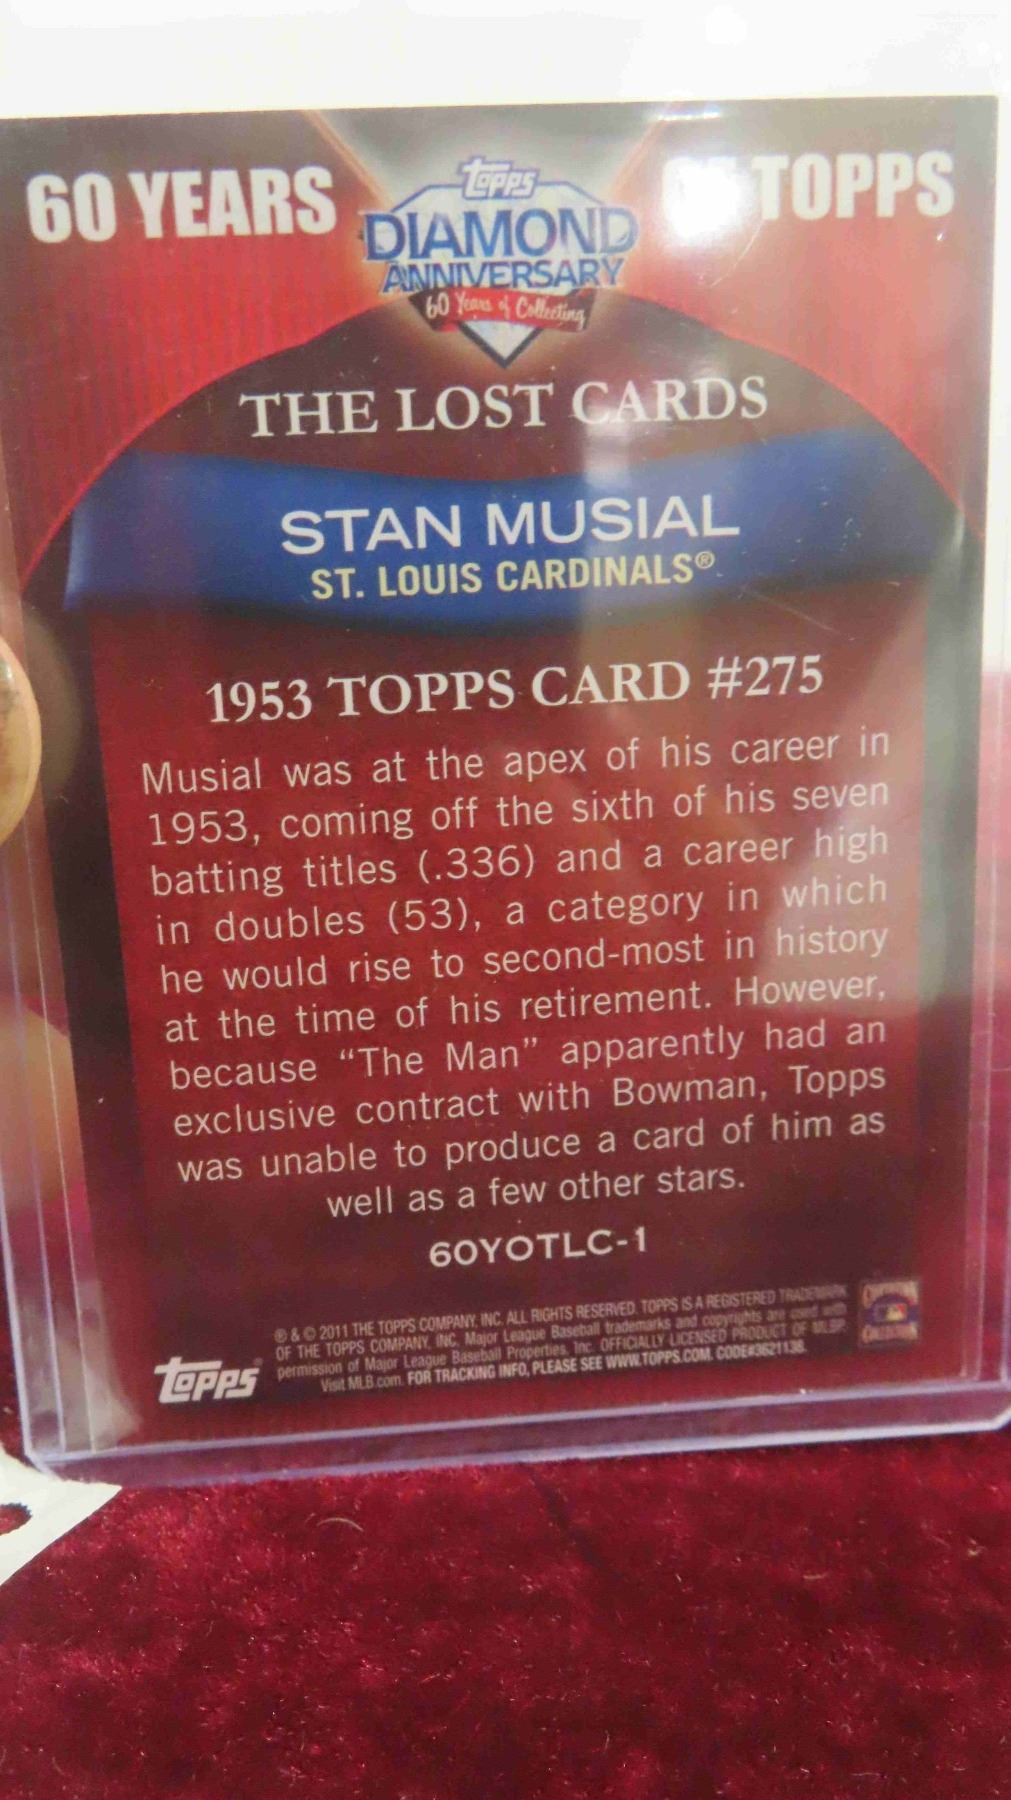 60 YEARS TOPPS
Topps
DIAMOND
ANNIVERSARY
60 Years of Collecting
THE LOST CARDS
STAN MUSIAL
ST. LOUIS CARDINALS®
1953 TOPPS CARD #275
Musial was at the apex of his career in
1953, coming off the sixth of his seven
batting titles (.336) and a career high
in doubles (53), a category in which
he would rise to second-most in history
at the time of his retirement. However,
because “The Man” apparently had an
exclusive contract with Bowman, Topps
was unable to produce a card of him as
well as a few other stars.
60YOTLC-1
® & © 2011 THE TOPPS COMPANY, INC. ALL RIGHTS RESERVED. TOPPS IS A REGISTERED TRADEMARK
OF THE TOPPS COMPANY, INC. Major League Baseball trademarks and copyrights are used with
permission of Major League Baseball Properties, Inc. OFFICIALLY LICENSED PRODUCT OF MLBP.
Visit MLB.com. FOR TRACKING INFO, PLEASE SEE WWW.TOPPS.COM. CODE#3621138.
Topps®
COLLECTION